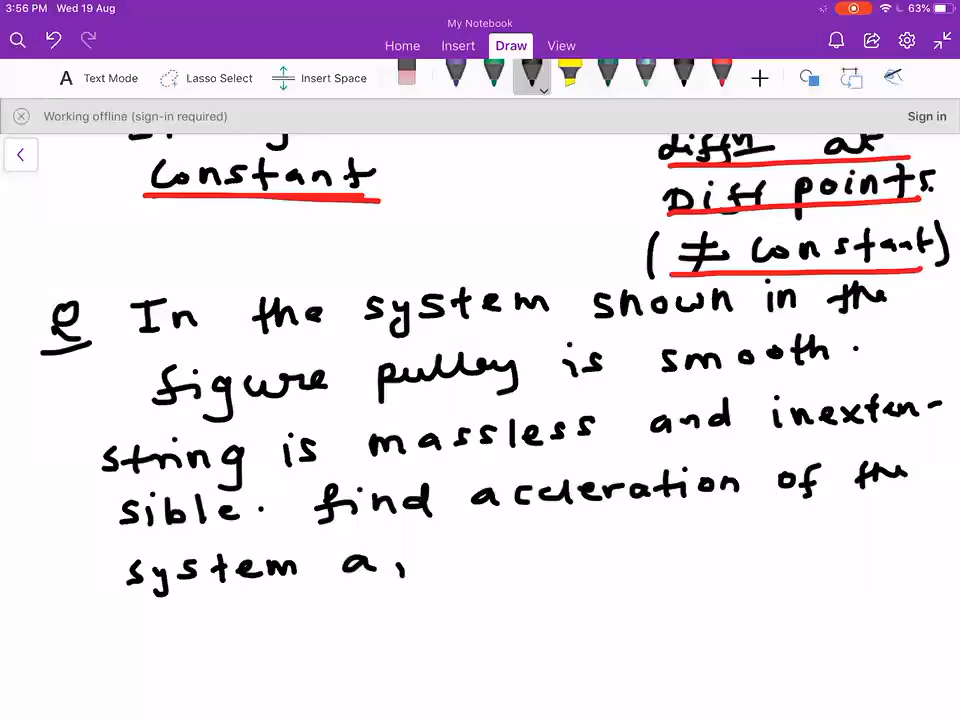 3:56 PM Wed 19 Aug
63%
My Notebook
Home Insert Draw View
A Text Mode Lasso Select Insert Space
Working offline (sign-in required) Sign in
constant
at
Diff points.
(≠ constant)
Q In the system shown in the
figure pulley is smooth.
string is massless and inexten-
sible. find accleration of the
system a,